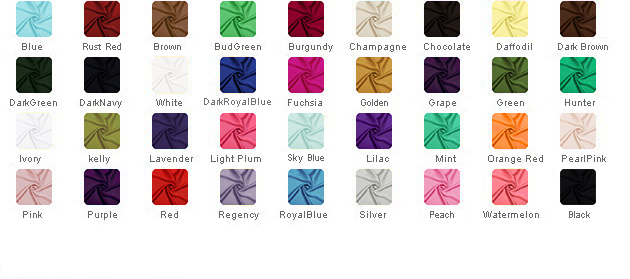 Blue Rust Red Brown BudGreen Burgundy Champagne Chocolate Daffodil Dark Brown
DarkGreen DarkNavy White DarkRoyalBlue Fuchsia Golden Grape Green Hunter
Ivory kelly Lavender Light Plum Sky Blue Lilac Mint Orange Red PearlPink
Pink Purple Red Regency RoyalBlue Silver Peach Watermelon Black